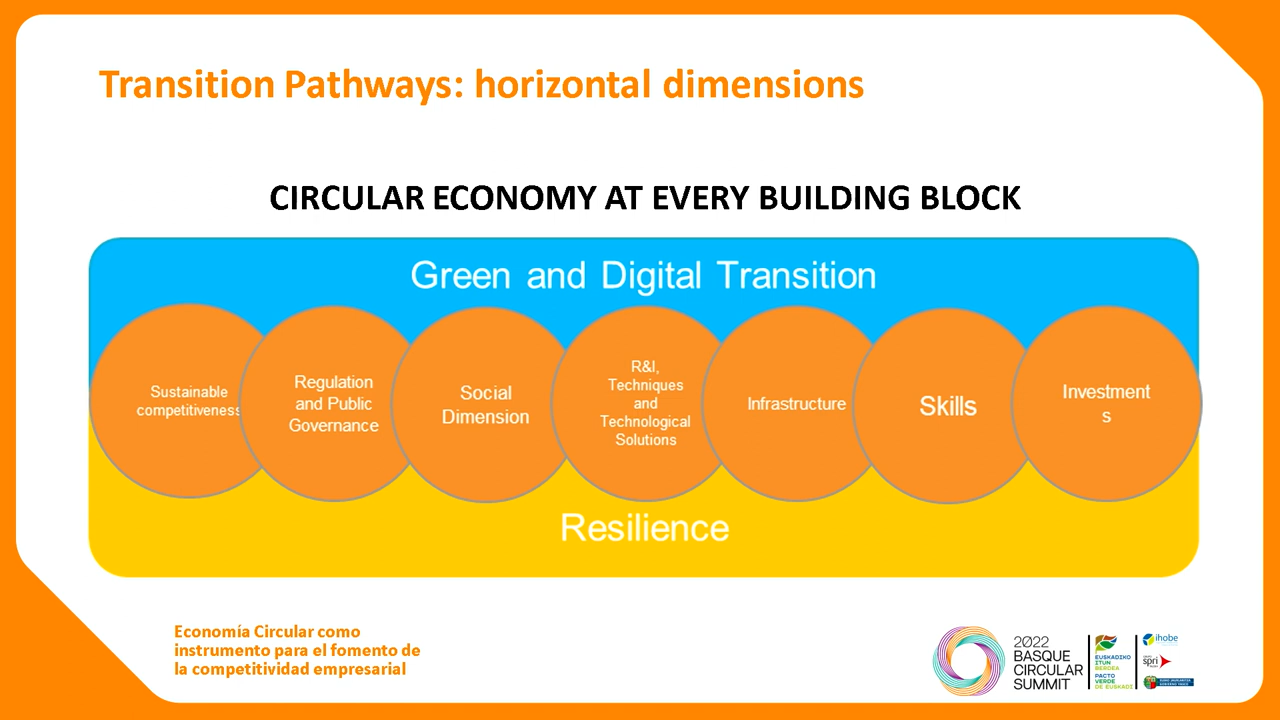 Transition Pathways: horizontal dimensions
CIRCULAR ECONOMY AT EVERY BUILDING BLOCK
Green and Digital Transition
Sustainable
competitiveness
Regulation
and Public
Governance
Social
Dimension
R&I,
Techniques
and
Technological
Solutions
Infrastructure
Skills
Investment
s
Resilience
Economía Circular como
instrumento para el fomento de
la competitividad empresarial
2022
BASQUE
CIRCULAR
SUMMIT
EUSKADIKO
ITUN
BERDEA
PACTO
VERDE
DE EUSKADI
ihobe
spri